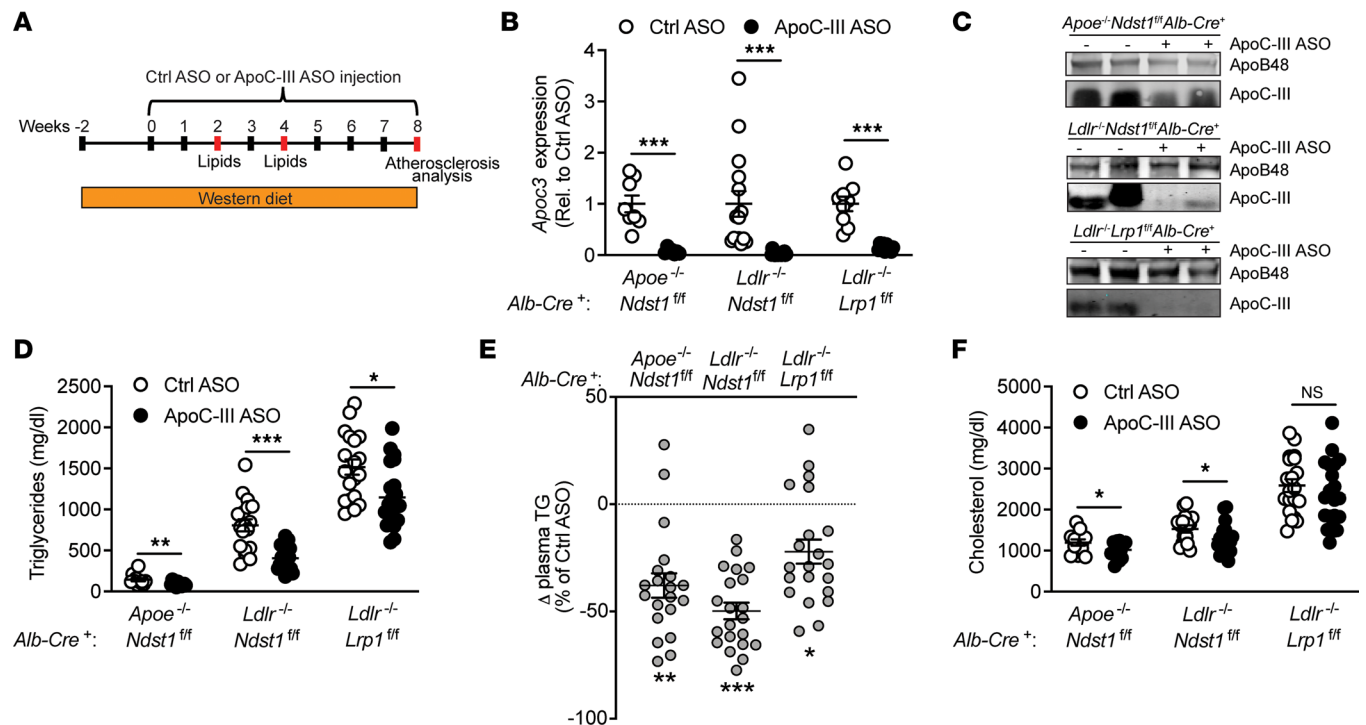 A
Ctrl ASO or ApoC-III ASO injection
Weeks -2 0 1 2 3 4 5 6 7 8
Lipids Lipids Atherosclerosis
analysis
Western diet
B
Ctrl ASO ApoC-III ASO
Apoc3 expression
(Rel. to Ctrl ASO)
4
3
2
1
0
*** *** ***
Apoe -/- Ldlr -/- Ldlr -/-
Alb-Cre +: Ndst1 f/f Ndst1 f/f Lrp1 f/f
C
Apoe-/-Ndst1f/fAlb-Cre+
- - + + ApoC-III ASO
ApoB48
ApoC-III
Ldlr-/-Ndst1f/fAlb-Cre+
- - + + ApoC-III ASO
ApoB48
ApoC-III
Ldlr-/-Lrp1f/fAlb-Cre+
- - + + ApoC-III ASO
ApoB48
ApoC-III
D
Triglycerides (mg/dl)
2500
2000
1500
1000
500
0
Ctrl ASO
ApoC-III ASO
** *** *
Apoe -/- Ldlr -/- Ldlr -/-
Alb-Cre +: Ndst1 f/f Ndst1 f/f Lrp1 f/f
E
Apoe-/- Ldlr-/- Ldlr-/-
Alb-Cre+: Ndst1f/f Ndst1f/f Lrp1f/f
Δ plasma TG
(% of Ctrl ASO)
50
0
-50
-100
** *** *
F
Cholesterol (mg/dl)
5000
4000
3000
2000
1000
0
Ctrl ASO
ApoC-III ASO
* * NS
Apoe -/- Ldlr -/- Ldlr -/-
Alb-Cre +: Ndst1 f/f Ndst1 f/f Lrp1 f/f